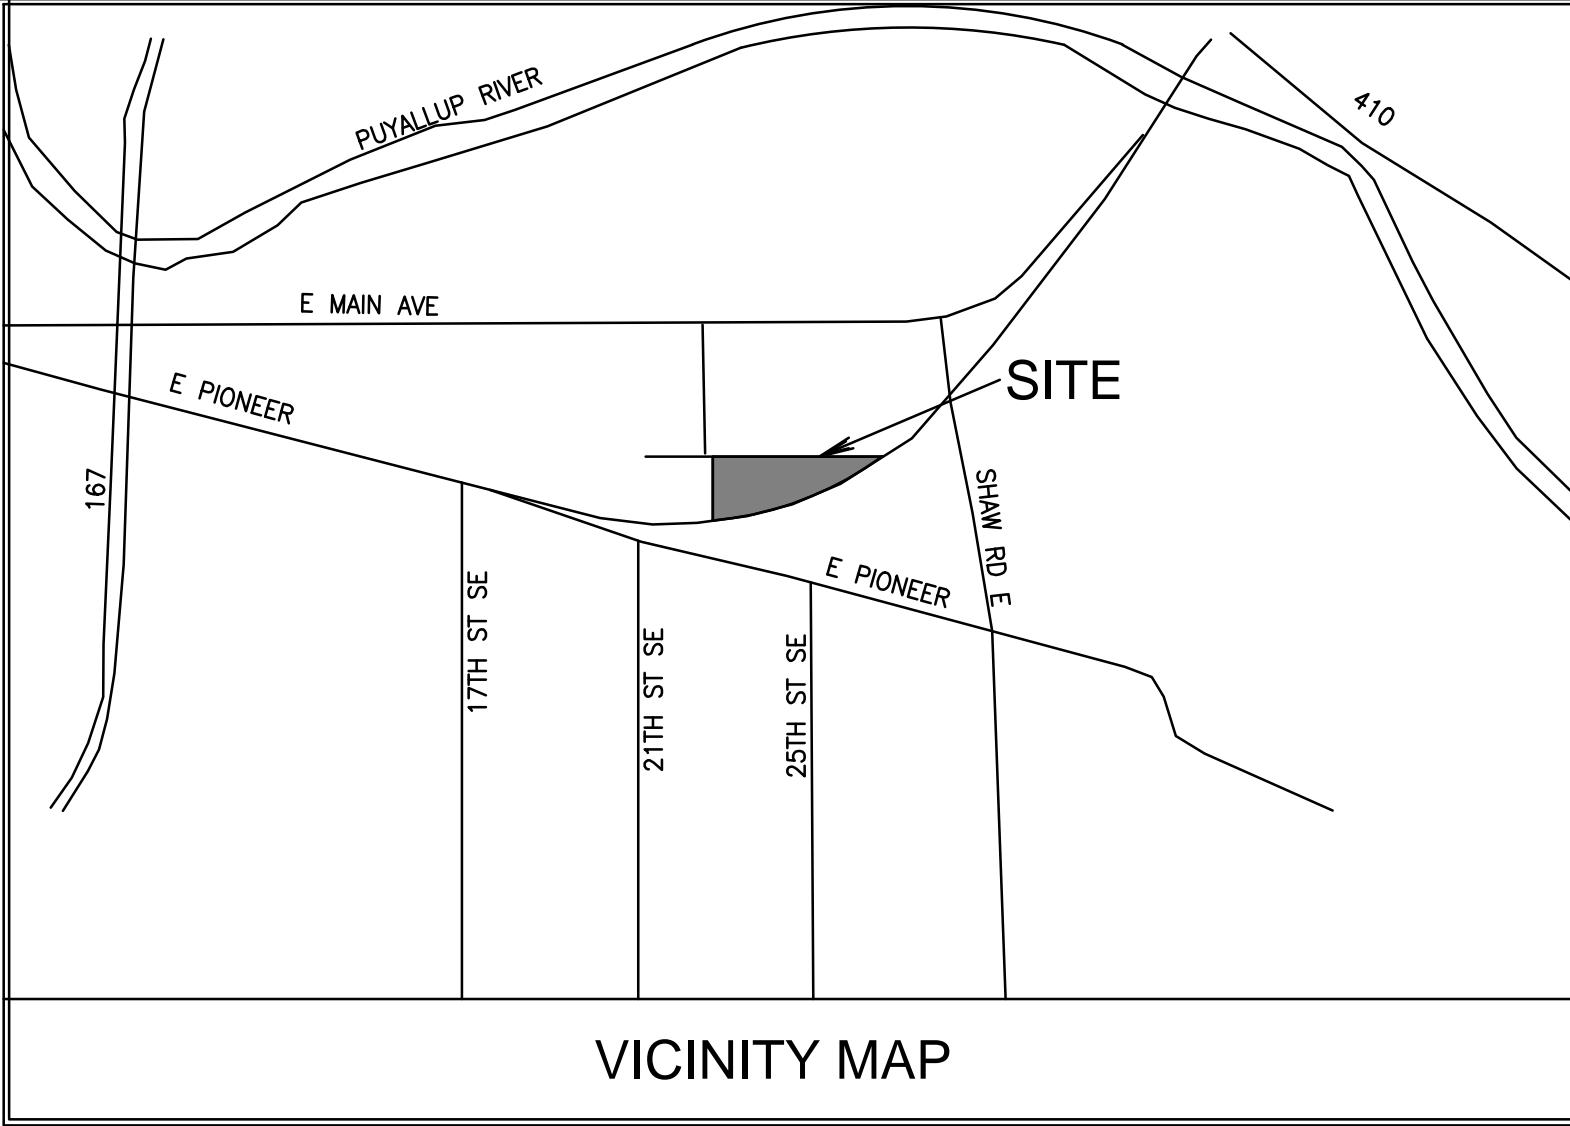 PUYALLUP RIVER
410
E MAIN AVE
SITE
E PIONEER
167
SHAW RD E
E PIONEER
17TH ST SE
21TH ST SE
25TH ST SE
VICINITY MAP